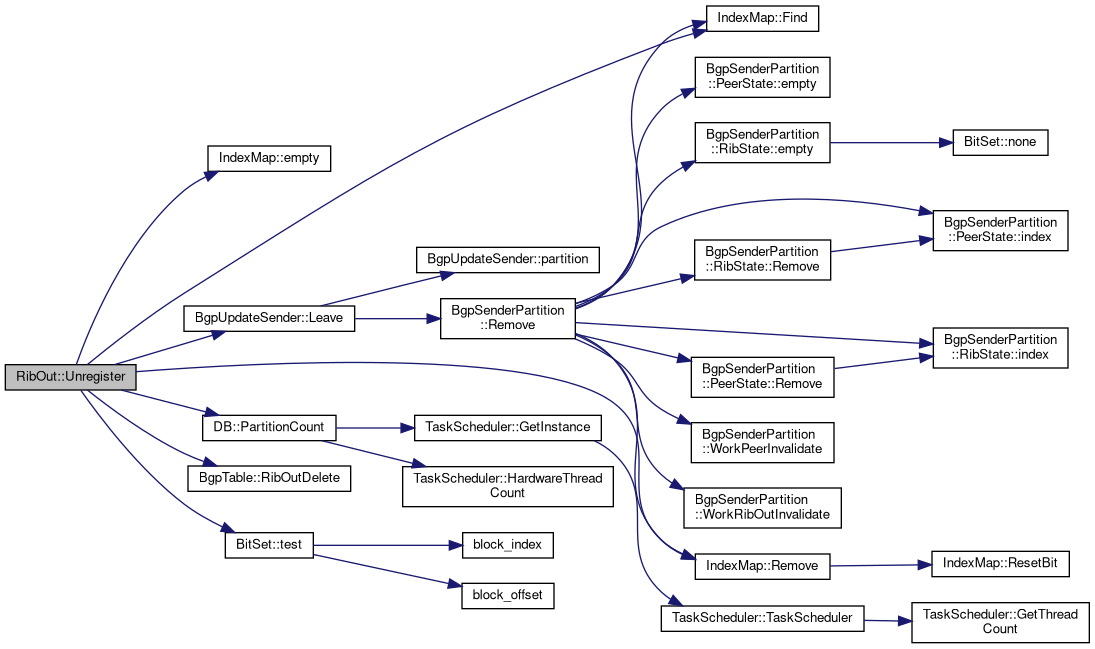 RibOut::Unregister
IndexMap::empty
BgpUpdateSender::Leave
DB::PartitionCount
BgpTable::RibOutDelete
BitSet::test
BgpUpdateSender::partition
BgpSenderPartition
::Remove
TaskScheduler::GetInstance
TaskScheduler::HardwareThread
Count
block_index
block_offset
IndexMap::Find
BgpSenderPartition
::PeerState::empty
BgpSenderPartition
::RibState::empty
BgpSenderPartition
::RibState::Remove
BgpSenderPartition
::PeerState::Remove
BgpSenderPartition
::WorkPeerInvalidate
BgpSenderPartition
::WorkRibOutInvalidate
IndexMap::Remove
TaskScheduler::TaskScheduler
BitSet::none
BgpSenderPartition
::PeerState::index
BgpSenderPartition
::RibState::index
IndexMap::ResetBit
TaskScheduler::GetThread
Count